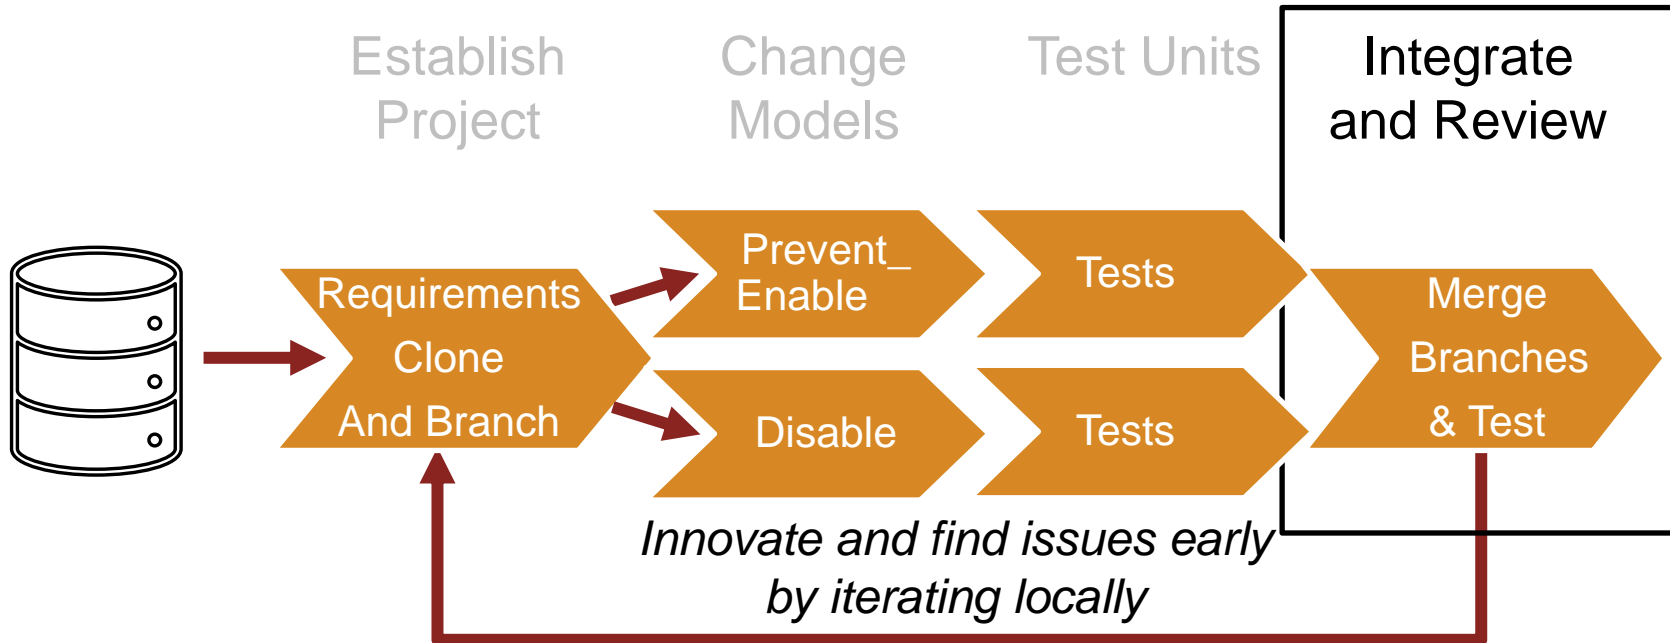 Establish
Project
Change
Models
Test Units
Integrate
and Review
Requirements
Clone
And Branch
Prevent_
Enable
Tests
Disable
Tests
Merge
Branches
& Test
Innovate and find issues early
by iterating locally